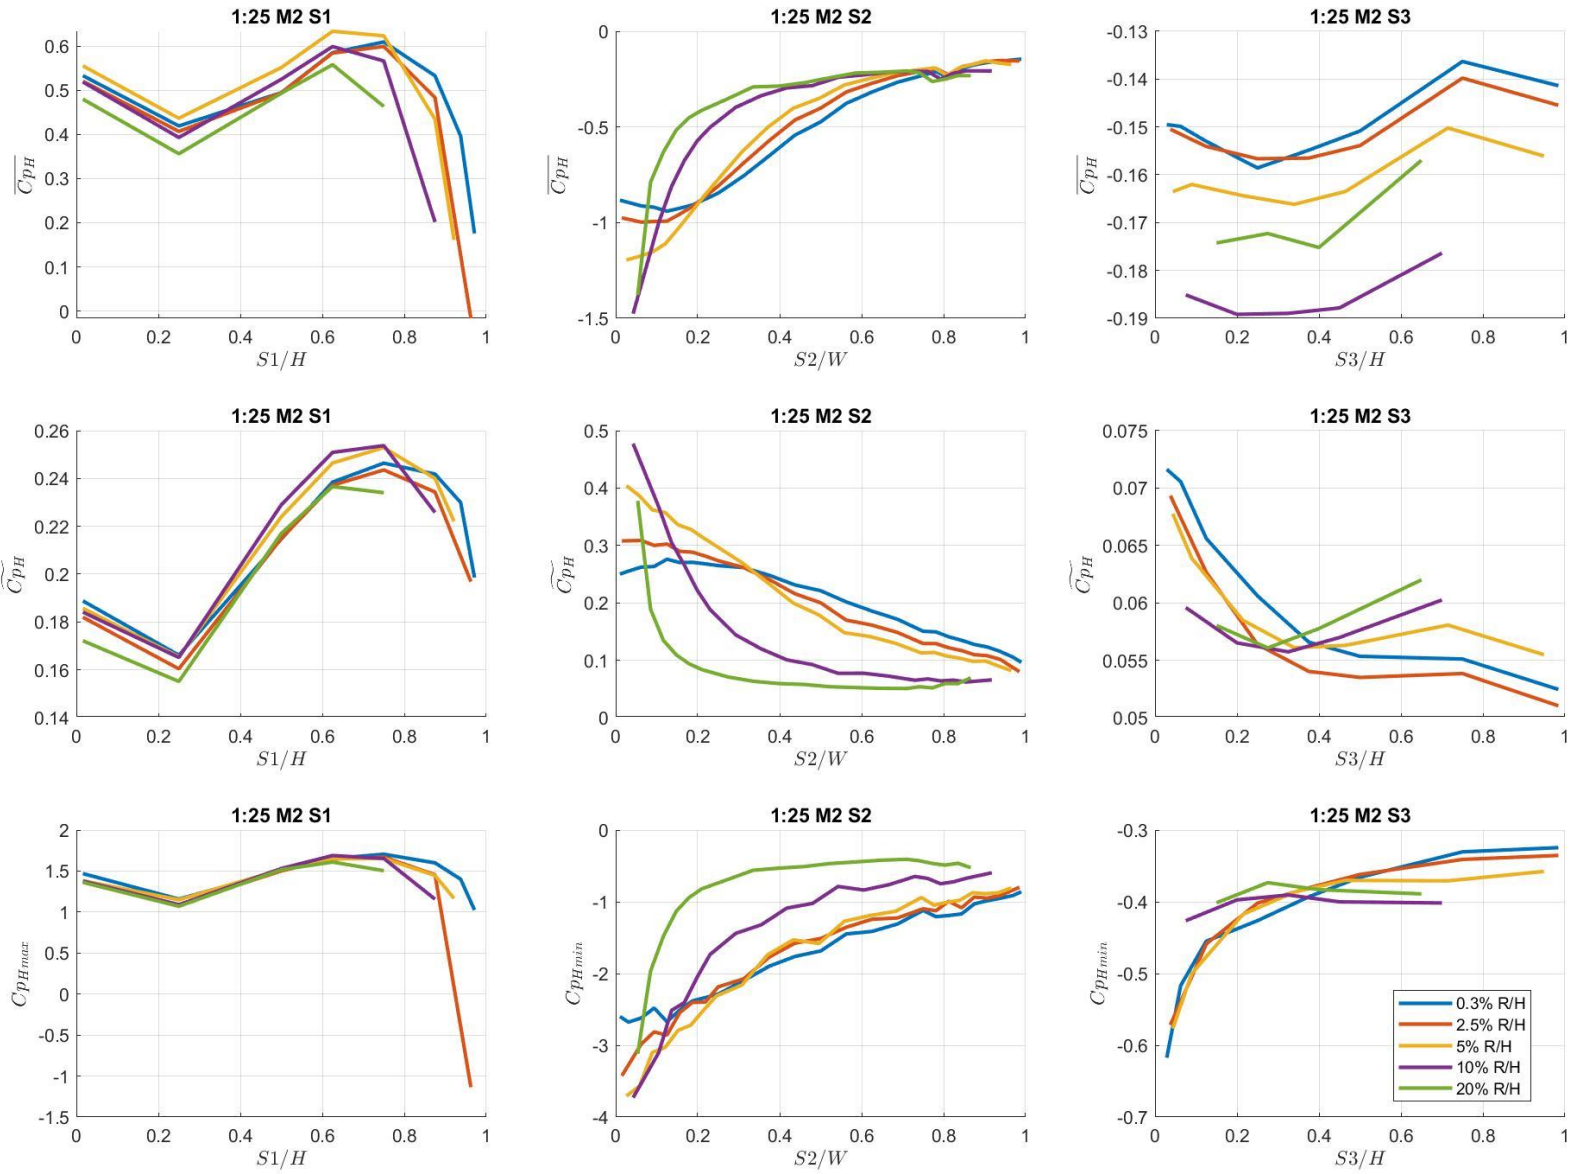 1:25 M2 S1
0.6
0.5
0.4
0.3
0.2
0.1
0
0 0.2 0.4 0.6 0.8 1
S1/H
Cp_H
1:25 M2 S2
0
-0.5
-1
-1.5
0 0.2 0.4 0.6 0.8 1
S2/W
Cp_H
1:25 M2 S3
-0.13
-0.14
-0.15
-0.16
-0.17
-0.18
-0.19
0 0.2 0.4 0.6 0.8 1
S3/H
Cp_H
1:25 M2 S1
0.26
0.24
0.22
0.2
0.18
0.16
0.14
0 0.2 0.4 0.6 0.8 1
S1/H
Cp_H
1:25 M2 S2
0.5
0.4
0.3
0.2
0.1
0
0 0.2 0.4 0.6 0.8 1
S2/W
Cp_H
1:25 M2 S3
0.075
0.07
0.065
0.06
0.055
0.05
0 0.2 0.4 0.6 0.8 1
S3/H
Cp_H
1:25 M2 S1
2
1.5
1
0.5
0
-0.5
-1
-1.5
0 0.2 0.4 0.6 0.8 1
S1/H
Cp_Hmax
1:25 M2 S2
0
-1
-2
-3
-4
0 0.2 0.4 0.6 0.8 1
S2/W
Cp_Hmin
1:25 M2 S3
-0.3
-0.4
-0.5
-0.6
-0.7
0 0.2 0.4 0.6 0.8 1
S3/H
Cp_Hmin
0.3% R/H
2.5% R/H
5% R/H
10% R/H
20% R/H